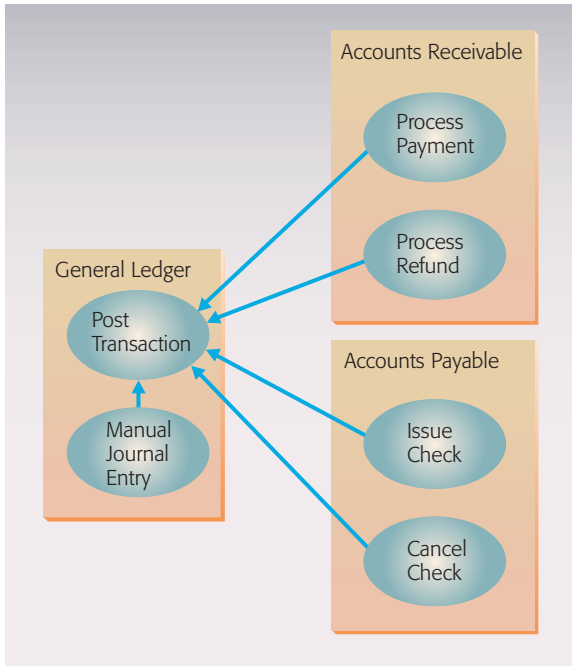 Accounts Receivable
Process
Payment
Process
Refund
General Ledger
Post
Transaction
Manual
Journal
Entry
Accounts Payable
Issue
Check
Cancel
Check